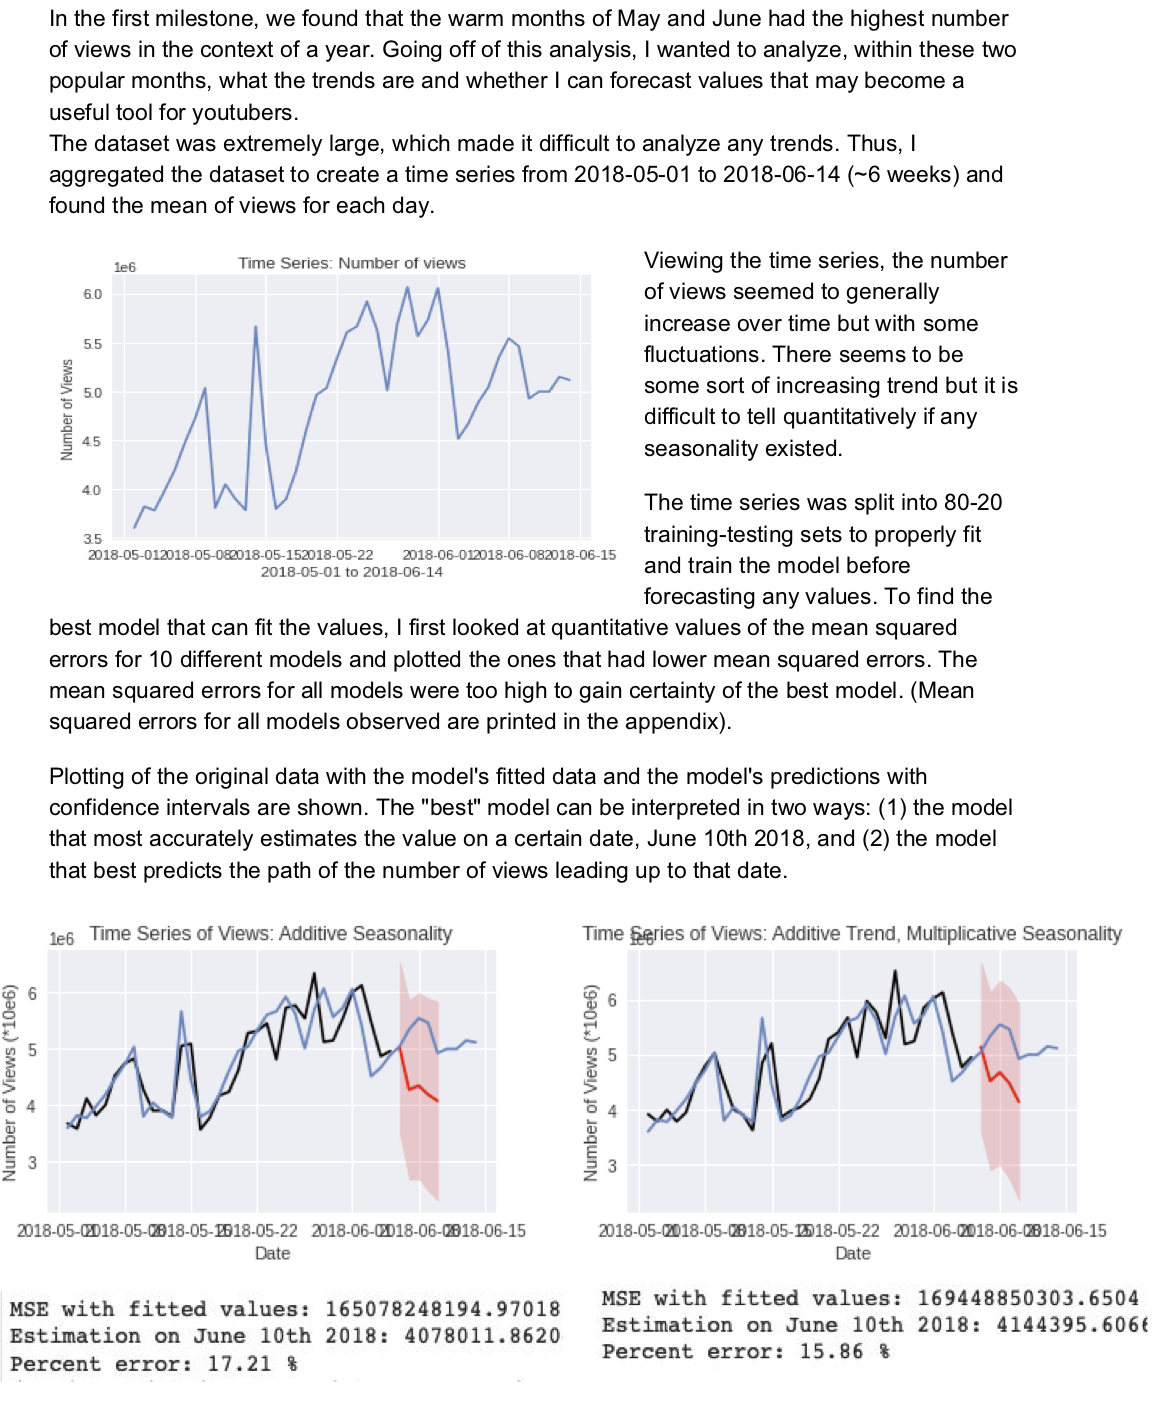 In the first milestone, we found that the warm months of May and June had the highest number
of views in the context of a year. Going off of this analysis, I wanted to analyze, within these two
popular months, what the trends are and whether I can forecast values that may become a
useful tool for youtubers.
The dataset was extremely large, which made it difficult to analyze any trends. Thus, I
aggregated the dataset to create a time series from 2018-05-01 to 2018-06-14 (~6 weeks) and
found the mean of views for each day.
Time Series: Number of views
1e6
6.0
5.5
5.0
4.5
4.0
3.5
Number of Views
2018-05-01 2018-05-08 2018-05-15 2018-05-22 2018-06-01 2018-06-08 2018-06-15
2018-05-01 to 2018-06-14
Viewing the time series, the number
of views seemed to generally
increase over time but with some
fluctuations. There seems to be
some sort of increasing trend but it is
difficult to tell quantitatively if any
seasonality existed.
The time series was split into 80-20
training-testing sets to properly fit
and train the model before
forecasting any values. To find the
best model that can fit the values, I first looked at quantitative values of the mean squared
errors for 10 different models and plotted the ones that had lower mean squared errors. The
mean squared errors for all models were too high to gain certainty of the best model. (Mean
squared errors for all models observed are printed in the appendix).
Plotting of the original data with the model's fitted data and the model's predictions with
confidence intervals are shown. The "best" model can be interpreted in two ways: (1) the model
that most accurately estimates the value on a certain date, June 10th 2018, and (2) the model
that best predicts the path of the number of views leading up to that date.
1e6 Time Series of Views: Additive Seasonality
6
5
4
3
Number of Views (*10e6)
2018-05-01 2018-05-08 2018-05-15 2018-05-22 2018-06-01 2018-06-08 2018-06-15
Date
MSE with fitted values: 165078248194.97018
Estimation on June 10th 2018: 4078011.8620
Percent error: 17.21 %
Time Series of Views: Additive Trend, Multiplicative Seasonality
1e6
6
5
4
3
Number of Views (*10e6)
2018-05-01 2018-05-08 2018-05-15 2018-05-22 2018-06-01 2018-06-08 2018-06-15
Date
MSE with fitted values: 169448850303.6504
Estimation on June 10th 2018: 4144395.606
Percent error: 15.86 %